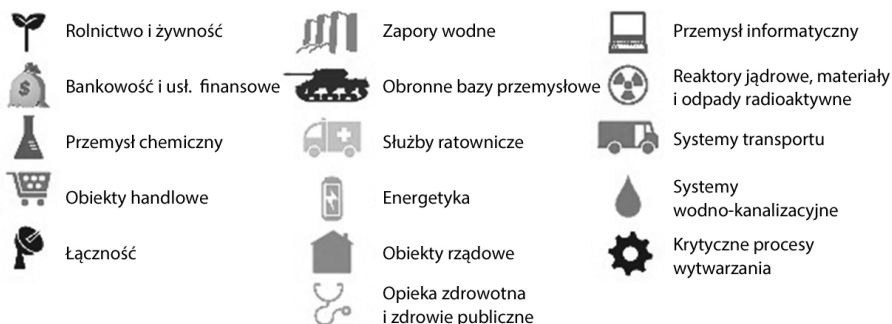 Rolnictwo i żywność
Bankowość i usł. finansowe
Przemysł chemiczny
Obiekty handlowe
Łączność
Zapory wodne
Obronne bazy przemysłowe
Służby ratownicze
Energetyka
Obiekty rządowe
Opieka zdrowotna
i zdrowie publiczne
Przemysł informatyczny
Reaktory jądrowe, materiały
i odpady radioaktywne
Systemy transportu
Systemy
wodno-kanalizacyjne
Krytyczne procesy
wytwarzania